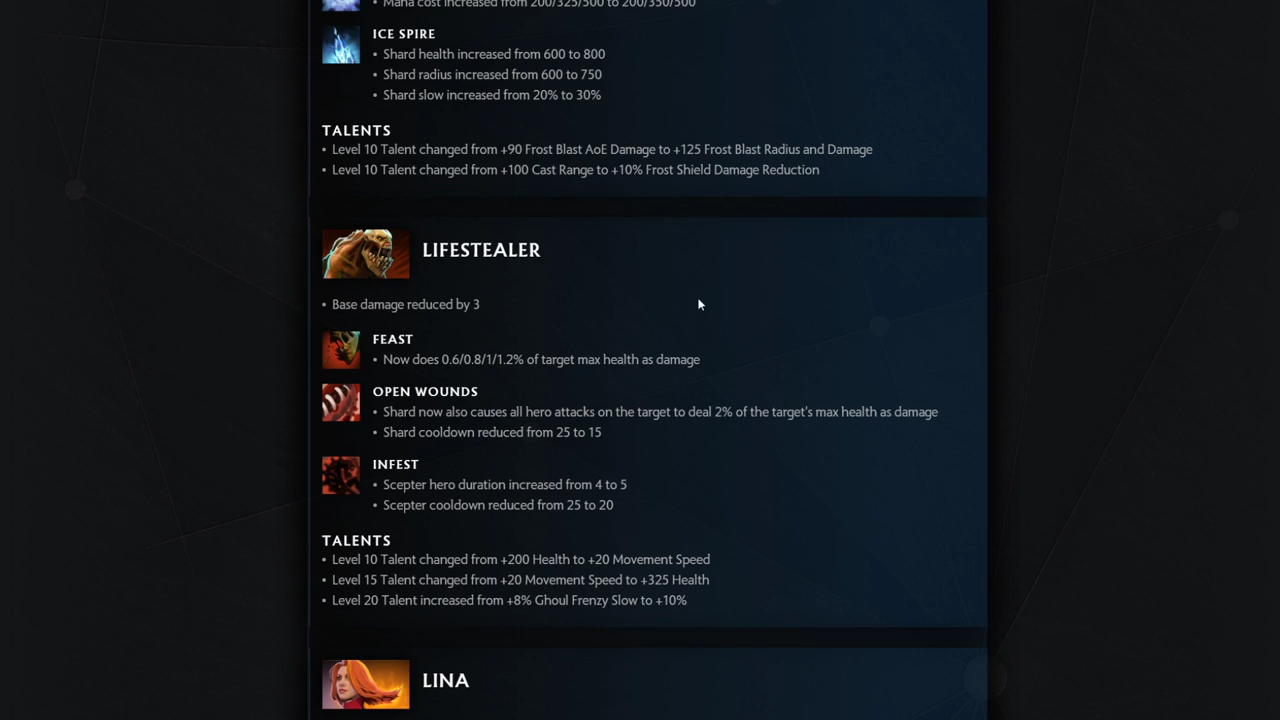 • Mana cost increased from 200/325/500 to 200/350/500
ICE SPIRE
• Shard health increased from 600 to 800
• Shard radius increased from 600 to 750
• Shard slow increased from 20% to 30%
TALENTS
• Level 10 Talent changed from +90 Frost Blast AoE Damage to +125 Frost Blast Radius and Damage
• Level 10 Talent changed from +100 Cast Range to +10% Frost Shield Damage Reduction
LIFESTEALER
• Base damage reduced by 3
FEAST
• Now does 0.6/0.8/1/1.2% of target max health as damage
OPEN WOUNDS
• Shard now also causes all hero attacks on the target to deal 2% of the target's max health as damage
• Shard cooldown reduced from 25 to 15
INFEST
• Scepter hero duration increased from 4 to 5
• Scepter cooldown reduced from 25 to 20
TALENTS
• Level 10 Talent changed from +200 Health to +20 Movement Speed
• Level 15 Talent changed from +20 Movement Speed to +325 Health
• Level 20 Talent increased from +8% Ghoul Frenzy Slow to +10%
LINA